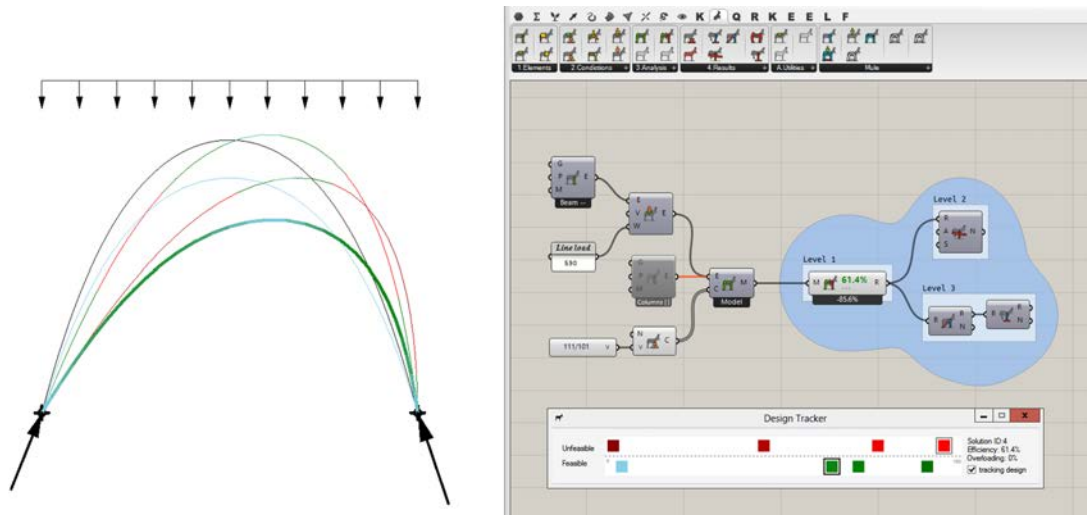 K Q R K E E L F
1.Elements 2.Conditions 3.Analysis 4.Results A.Utilities Mule
G
P E
M
Beam --
E
V E
W
Line load
590
G
P E
M
Columns []
E M
C
Model
111/101 V
N C
V
Level 1
M 61.4% R
-85.6%
Level 2
R
A N
S
Level 3
R R
N
R R
N
Design Tracker
Unfeasible
Feasible
Solution ID:4
Efficiency: 61.4%
Overloading: 0%
tracking design